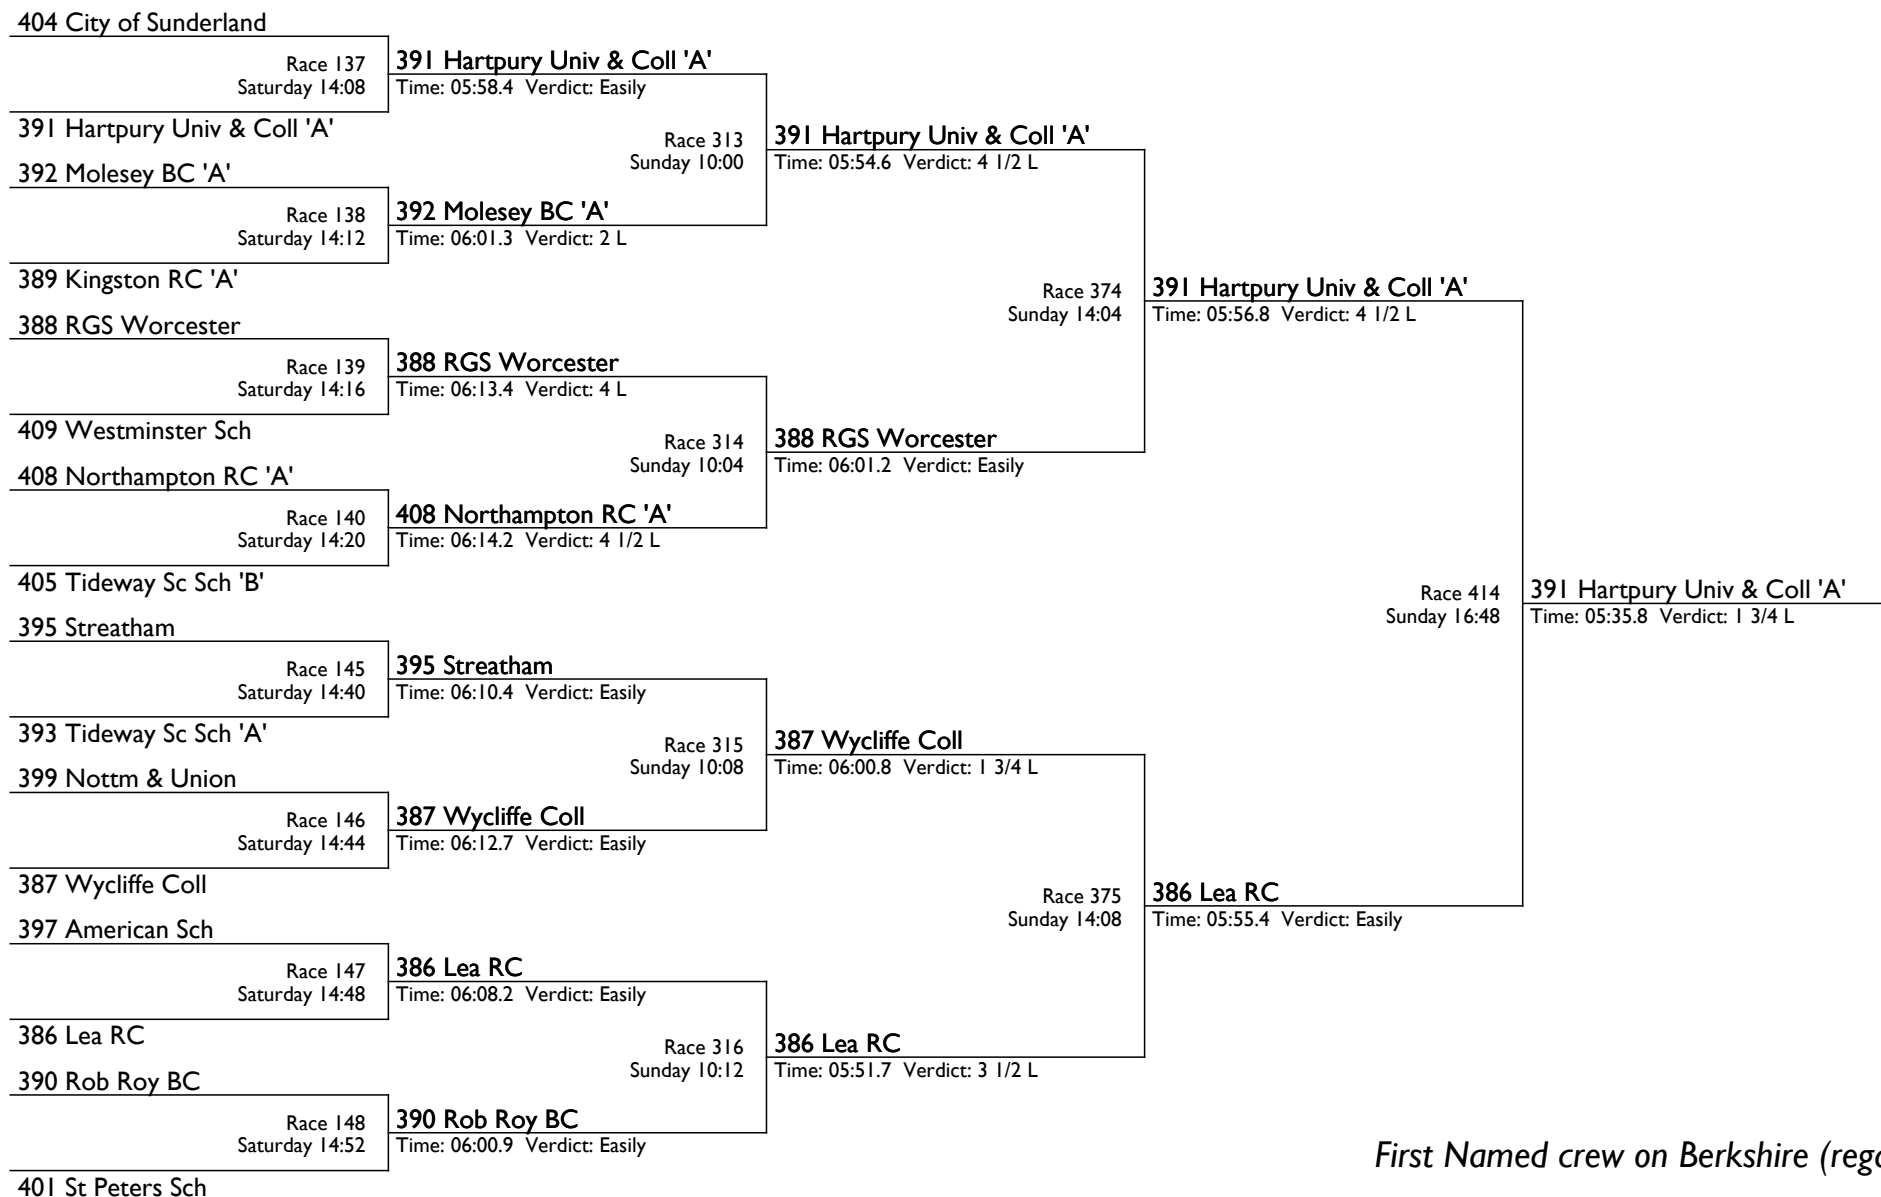 404 City of Sunderland
Race 137
Saturday 14:08
391 Hartpury Univ & Coll 'A'
391 Hartpury Univ & Coll 'A'
Time: 05:58.4 Verdict: Easily
392 Molesey BC 'A'
Race 138
Saturday 14:12
389 Kingston RC 'A'
392 Molesey BC 'A'
Time: 06:01.3 Verdict: 2 L
388 RGS Worcester
Race 139
Saturday 14:16
409 Westminster Sch
388 RGS Worcester
Time: 06:13.4 Verdict: 4 L
408 Northampton RC 'A'
Race 140
Saturday 14:20
405 Tideway Sc Sch 'B'
408 Northampton RC 'A'
Time: 06:14.2 Verdict: 4 1/2 L
395 Streatham
Race 145
Saturday 14:40
393 Tideway Sc Sch 'A'
395 Streatham
Time: 06:10.4 Verdict: Easily
399 Nottm & Union
Race 146
Saturday 14:44
387 Wycliffe Coll
387 Wycliffe Coll
Time: 06:12.7 Verdict: Easily
397 American Sch
Race 147
Saturday 14:48
386 Lea RC
386 Lea RC
Time: 06:08.2 Verdict: Easily
390 Rob Roy BC
Race 148
Saturday 14:52
401 St Peters Sch
390 Rob Roy BC
Time: 06:00.9 Verdict: Easily
Race 313
Sunday 10:00
391 Hartpury Univ & Coll 'A'
Time: 05:54.6 Verdict: 4 1/2 L
Race 314
Sunday 10:04
388 RGS Worcester
Time: 06:01.2 Verdict: Easily
Race 315
Sunday 10:08
387 Wycliffe Coll
Time: 06:00.8 Verdict: 1 3/4 L
Race 316
Sunday 10:12
386 Lea RC
Time: 05:51.7 Verdict: 3 1/2 L
Race 374
Sunday 14:04
391 Hartpury Univ & Coll 'A'
Time: 05:56.8 Verdict: 4 1/2 L
Race 375
Sunday 14:08
386 Lea RC
Time: 05:55.4 Verdict: Easily
Race 414
Sunday 16:48
391 Hartpury Univ & Coll 'A'
Time: 05:35.8 Verdict: 1 3/4 L
First Named crew on Berkshire